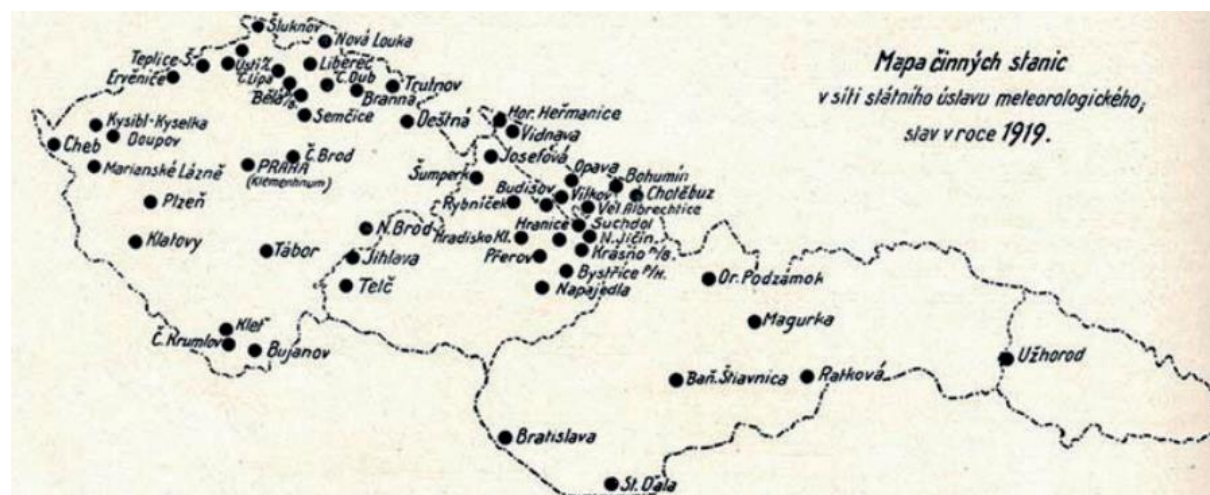 Mapa činných stanic
v síti státního ústavu meteorologického;
stav v roce 1919.
Šluknov
Nová Louka
Teplice-Š.
Ústí n/L.
Liberec
Ervěnice
Č. Lípa
Č. Dub
Trutnov
Bělá p/B.
Branná
Semčice
Deštná
Hor. Heřmanice
Vidnava
Kysibl-Kyselka
Doupov
Cheb
Marianské Lázně
PRAHA
(Klementinum)
Č. Brod
Josefová
Šumperk
Opava
Bohumín
Budišov
Vítkov
Chotěbuz
Plzeň
Rybníček
Vel. Albrechtice
Hranice
Suchdol
N. Brod
Hradisko Kl.
N. Jičín
Klatovy
Tábor
Jihlava
Přerov
Krásno n/B.
Bystřice p/H.
Telč
Napajedla
Or. Podzámok
Magurka
Kleť
Č. Krumlov
Bujanov
Užhorod
Baň. Štiavnica
Ratková
Bratislava
St. Ďala